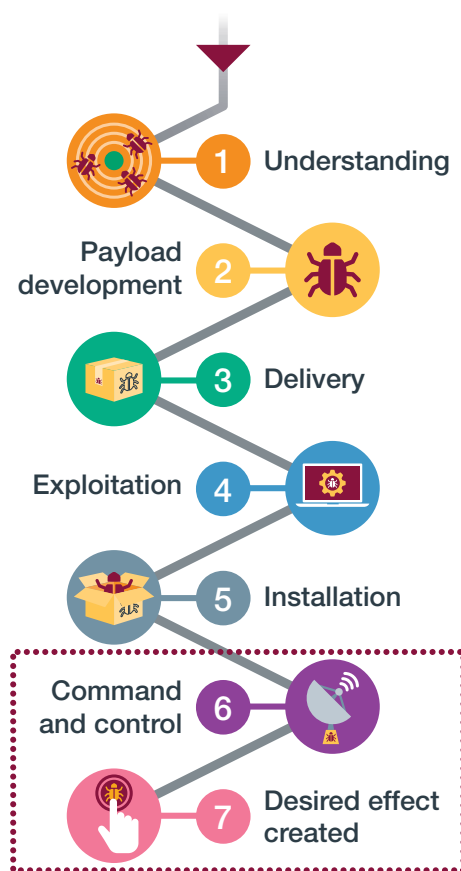 1 Understanding
Payload
development 2
3 Delivery
Exploitation 4
5 Installation
Command
and control 6
7 Desired effect
created